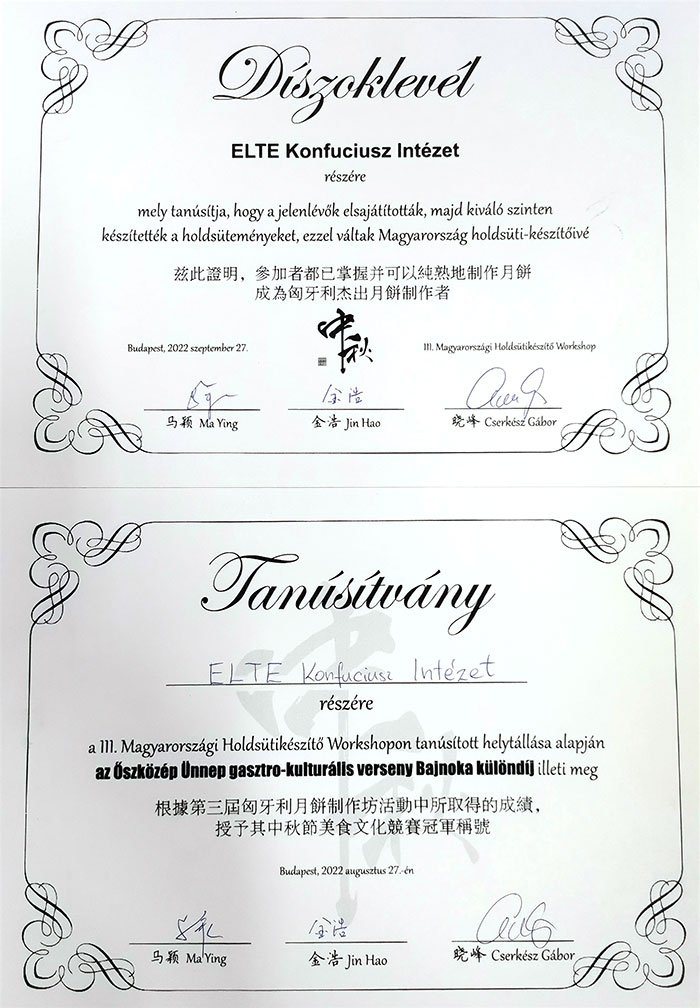 Díszoklevél
ELTE Konfuciusz Intézet
részére
mely tanúsítja, hogy a jelenlévők elsajátították, majd kiváló szinten
készítették a holdsüteményeket, ezzel váltak Magyarország holdsüti-készítőivé
茲此證明，參加者都已掌握并可以純熟地制作月餅
成為匈牙利杰出月餅制作者
中秋
Budapest, 2022 szeptember 27.
III. Magyarországi Holdsütikészítő Workshop
金浩
马颖 Ma Ying
金浩 Jin Hao
晓峰 Cserkész Gábor
Tanúsítvány
ELTE Konfuciusz Intézet
részére
a III. Magyarországi Holdsütikészítő Workshopon tanúsított helytállása alapján
az Őszközép Ünnep gasztro-kulturális verseny Bajnoka különdíj illeti meg
根據第三屆匈牙利月餅制作坊活動中所取得的成績，
授予其中秋節美食文化競賽冠軍稱號
中秋
Budapest, 2022 augusztus 27.-én
金浩
马颖 Ma Ying
金浩 Jin Hao
晓峰 Cserkész Gábor